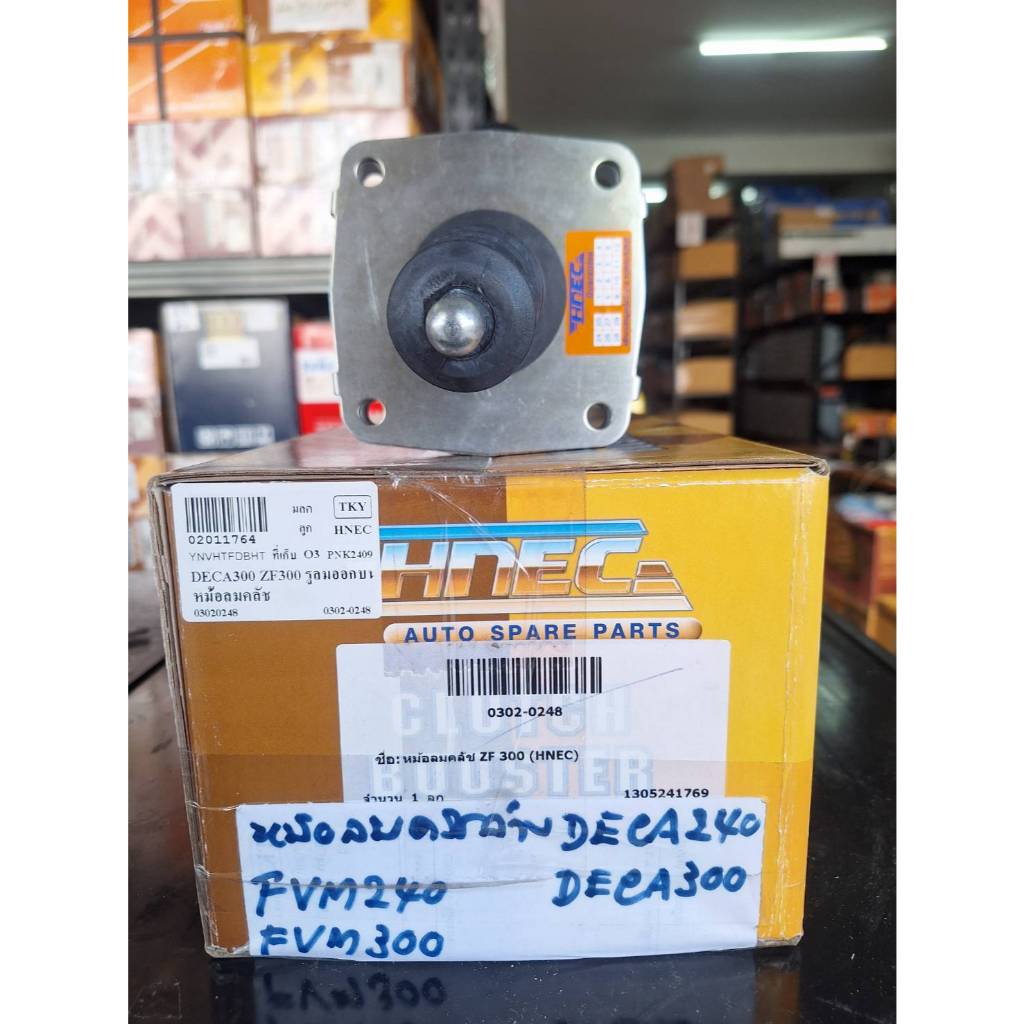 HNEC
02011764
มลค TKY
ลูก HNEC
YNVHTFDBHT ที่เก็บ O3 PNK2409
DECA300 ZF300 รูลมออกบน
หม้อลมคลัช
03020248 0302-0248
HNEC
AUTO SPARE PARTS
0302-0248
CLUTCH
ชื่อ: หม้อลมคลัช ZF 300 (HNEC)
BOOSTER
จำนวน 1 ลูก 1305241769
หม้อลมคลัทช์ DECA240
FVM240 DECA300
FVM300